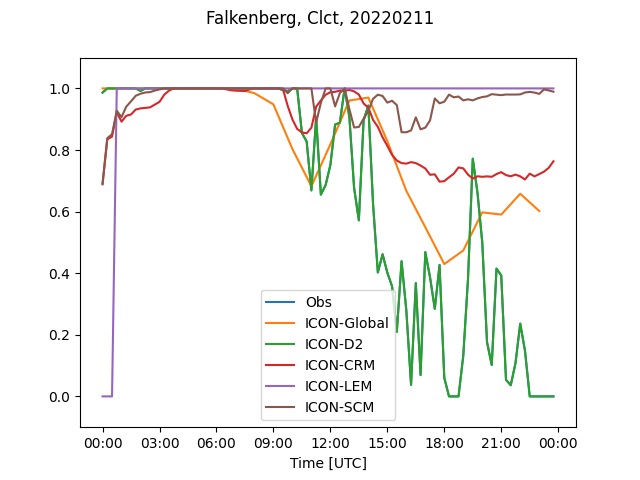 Falkenberg, Clct, 20220211
1.0
0.8
0.6
0.4
0.2
0.0
Obs
ICON-Global
ICON-D2
ICON-CRM
ICON-LEM
ICON-SCM
00:00 03:00 06:00 09:00 12:00 15:00 18:00 21:00 00:00
Time [UTC]